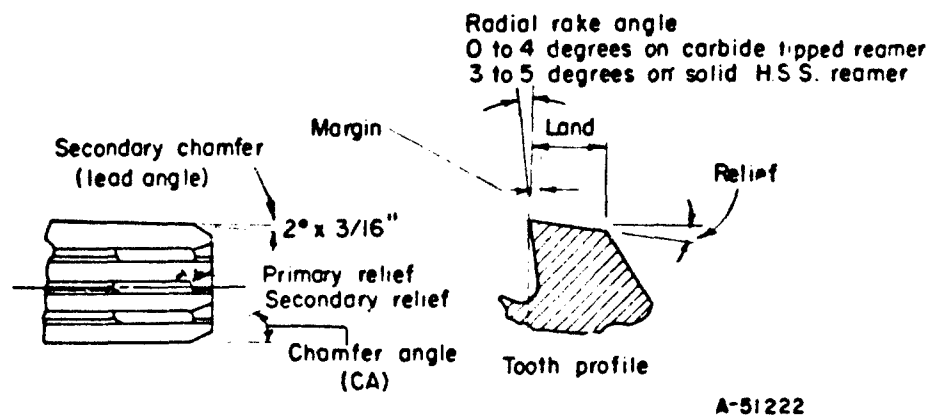 Radial rake angle
0 to 4 degrees on carbide tipped reamer
3 to 5 degrees on solid H.S.S. reamer
Margin
Land
Secondary chamfer
(lead angle)
Relief
2° x 3/16"
Primary relief
Secondary relief
Chamfer angle
(CA)
Tooth profile
A-51222